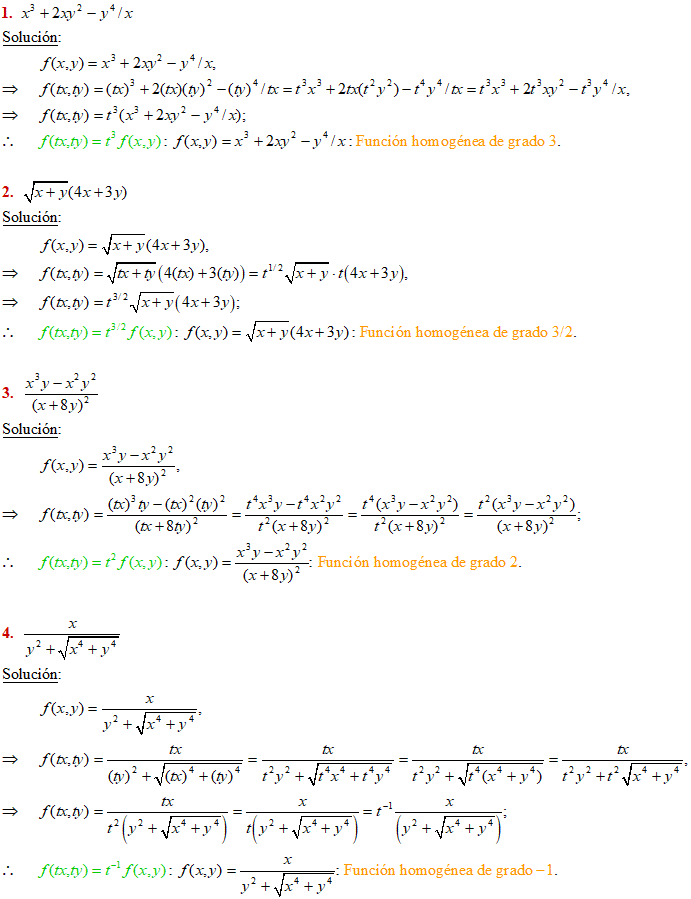 1. x³ + 2xy² − y⁴/x
Solución:
f(x,y) = x³ + 2xy² − y⁴/x,
⇒ f(tx,ty) = (tx)³ + 2(tx)(ty)² − (ty)⁴/tx = t³x³ + 2tx(t²y²) − t⁴y⁴/tx = t³x³ + 2t³xy² − t³y⁴/x,
⇒ f(tx,ty) = t³(x³ + 2xy² − y⁴/x);
∴ f(tx,ty) = t³f(x,y): f(x,y) = x³ + 2xy² − y⁴/x: Función homogénea de grado 3.
2. √(x+y)(4x+3y)
Solución:
f(x,y) = √(x+y)(4x+3y),
⇒ f(tx,ty) = √(tx+ty)(4(tx)+3(ty)) = t^(1/2)√(x+y)·t(4x+3y),
⇒ f(tx,ty) = t^(3/2)√(x+y)(4x+3y);
∴ f(tx,ty) = t^(3/2)f(x,y): f(x,y) = √(x+y)(4x+3y): Función homogénea de grado 3/2.
3. (x³y − x²y²)/(x+8y)²
Solución:
f(x,y) = (x³y − x²y²)/(x+8y)²,
⇒ f(tx,ty) = ((tx)³ty − (tx)²(ty)²)/(tx+8ty)² = (t⁴x³y − t⁴x²y²)/(t²(x+8y)²) = (t⁴(x³y − x²y²))/(t²(x+8y)²) = (t²(x³y − x²y²))/(x+8y)²;
∴ f(tx,ty) = t²f(x,y): f(x,y) = (x³y − x²y²)/(x+8y)²: Función homogénea de grado 2.
4. x/(y² + √(x⁴+y⁴))
Solución:
f(x,y) = x/(y² + √(x⁴+y⁴)),
⇒ f(tx,ty) = tx/((ty)² + √((tx)⁴+(ty)⁴)) = tx/(t²y² + √(t⁴x⁴+t⁴y⁴)) = tx/(t²y² + √(t⁴(x⁴+y⁴))) = tx/(t²y² + t²√(x⁴+y⁴)),
⇒ f(tx,ty) = tx/(t²(y² + √(x⁴+y⁴))) = x/(t(y² + √(x⁴+y⁴))) = t⁻¹ x/(y² + √(x⁴+y⁴));
∴ f(tx,ty) = t⁻¹f(x,y): f(x,y) = x/(y² + √(x⁴+y⁴)): Función homogénea de grado −1.